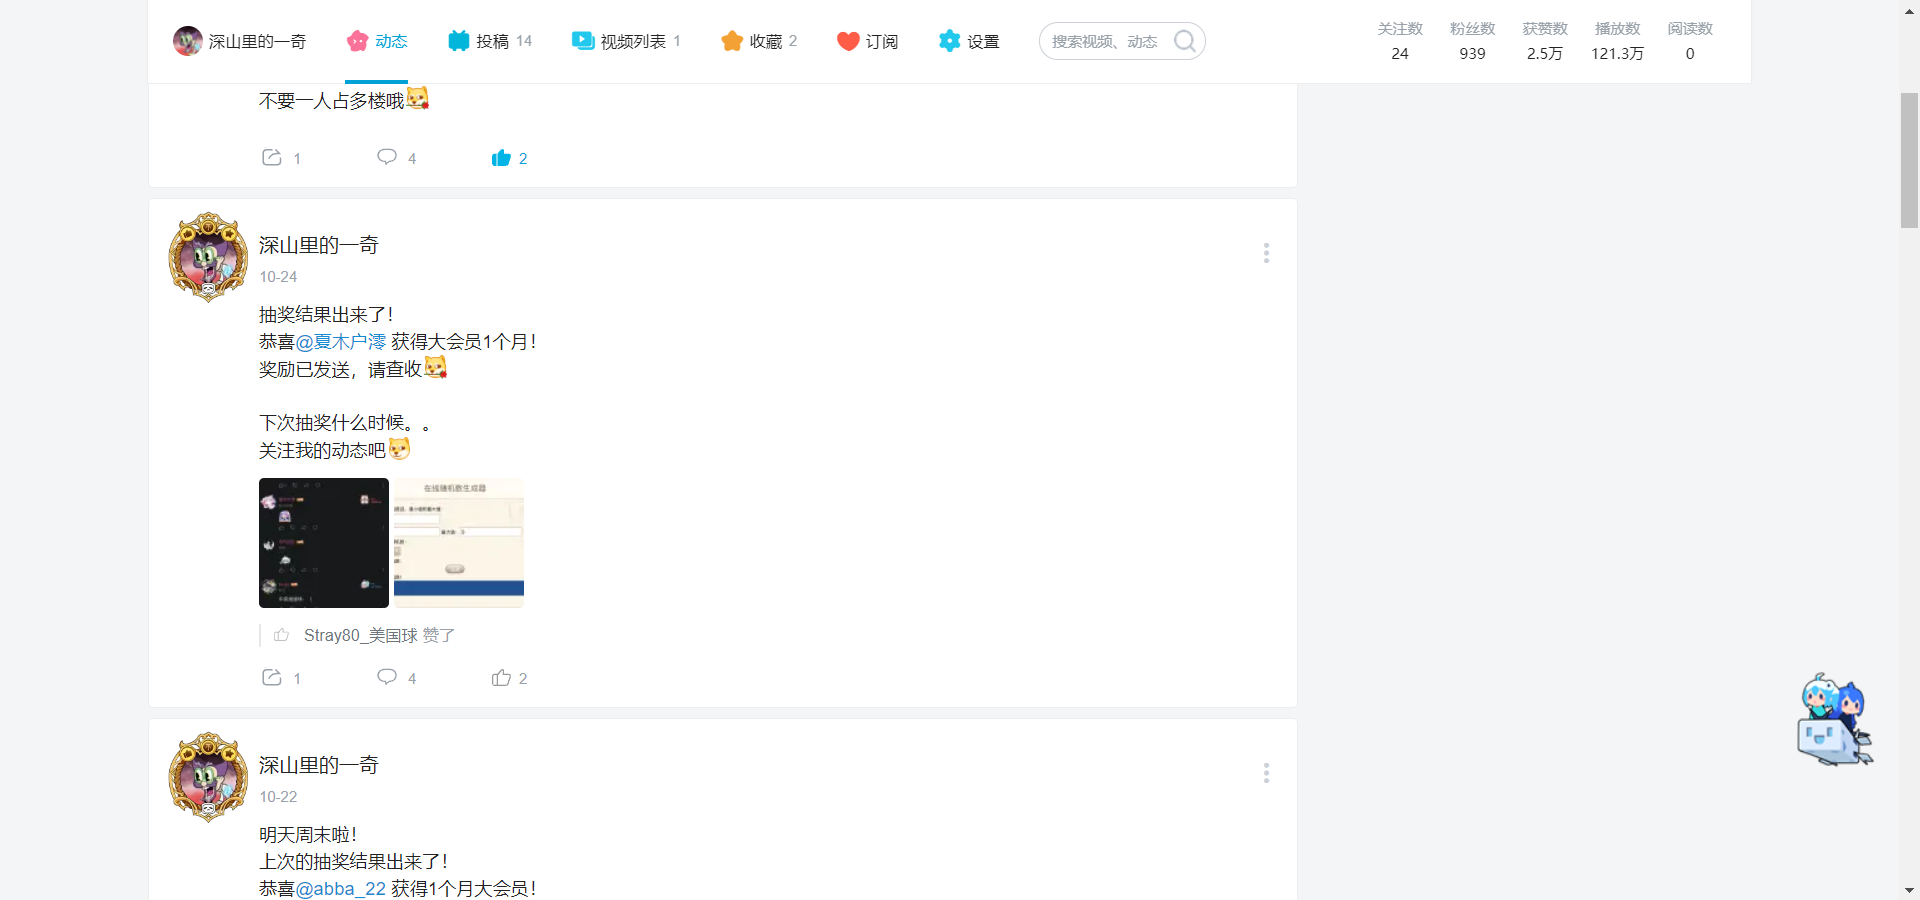 深山里的一奇 动态 投稿 14 视频列表 1 收藏 2 订阅 设置 搜索视频、动态 关注数 粉丝数 获赞数 播放数 阅读数
24 939 2.5万 121.3万 0
不要一人占多楼哦
1 4 2
深山里的一奇
10-24
抽奖结果出来了！
恭喜@夏木户澪 获得大会员1个月！
奖励已发送，请查收
下次抽奖什么时候。。
关注我的动态吧
在线随机数生成器
Stray80_美国球 赞了
1 4 2
深山里的一奇
10-22
明天周末啦！
上次的抽奖结果出来了！
恭喜@abba_22 获得1个月大会员！